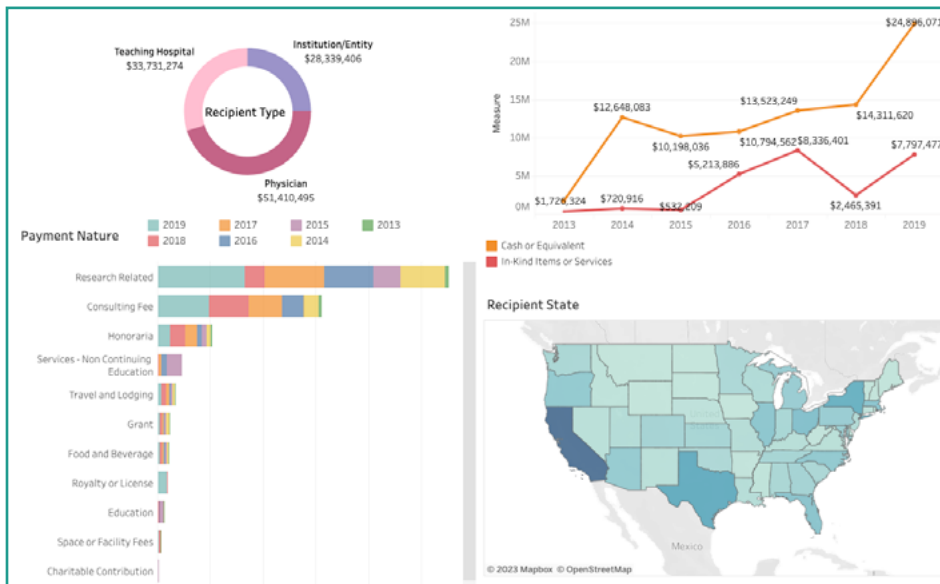 Teaching Hospital
$33,731,274
Institution/Entity
$28,339,406
Recipient Type
Physician
$51,410,495
Measure
25M
20M
15M
10M
5M
0M
$24,896,071
$12,648,083
$13,523,249
$14,311,620
$10,198,036
$10,794,562
$8,336,401
$7,797,477
$5,213,886
$1,726,324
$720,916
$532,209
$2,465,391
2013
2014
2015
2016
2017
2018
2019
Cash or Equivalent
In-Kind Items or Services
Payment Nature
2019
2017
2015
2013
2018
2016
2014
Research Related
Consulting Fee
Honoraria
Services - Non Continuing
Education
Travel and Lodging
Grant
Food and Beverage
Royalty or License
Education
Space or Facility Fees
Charitable Contribution
Recipient State
Mexico
© 2023 Mapbox © OpenStreetMap